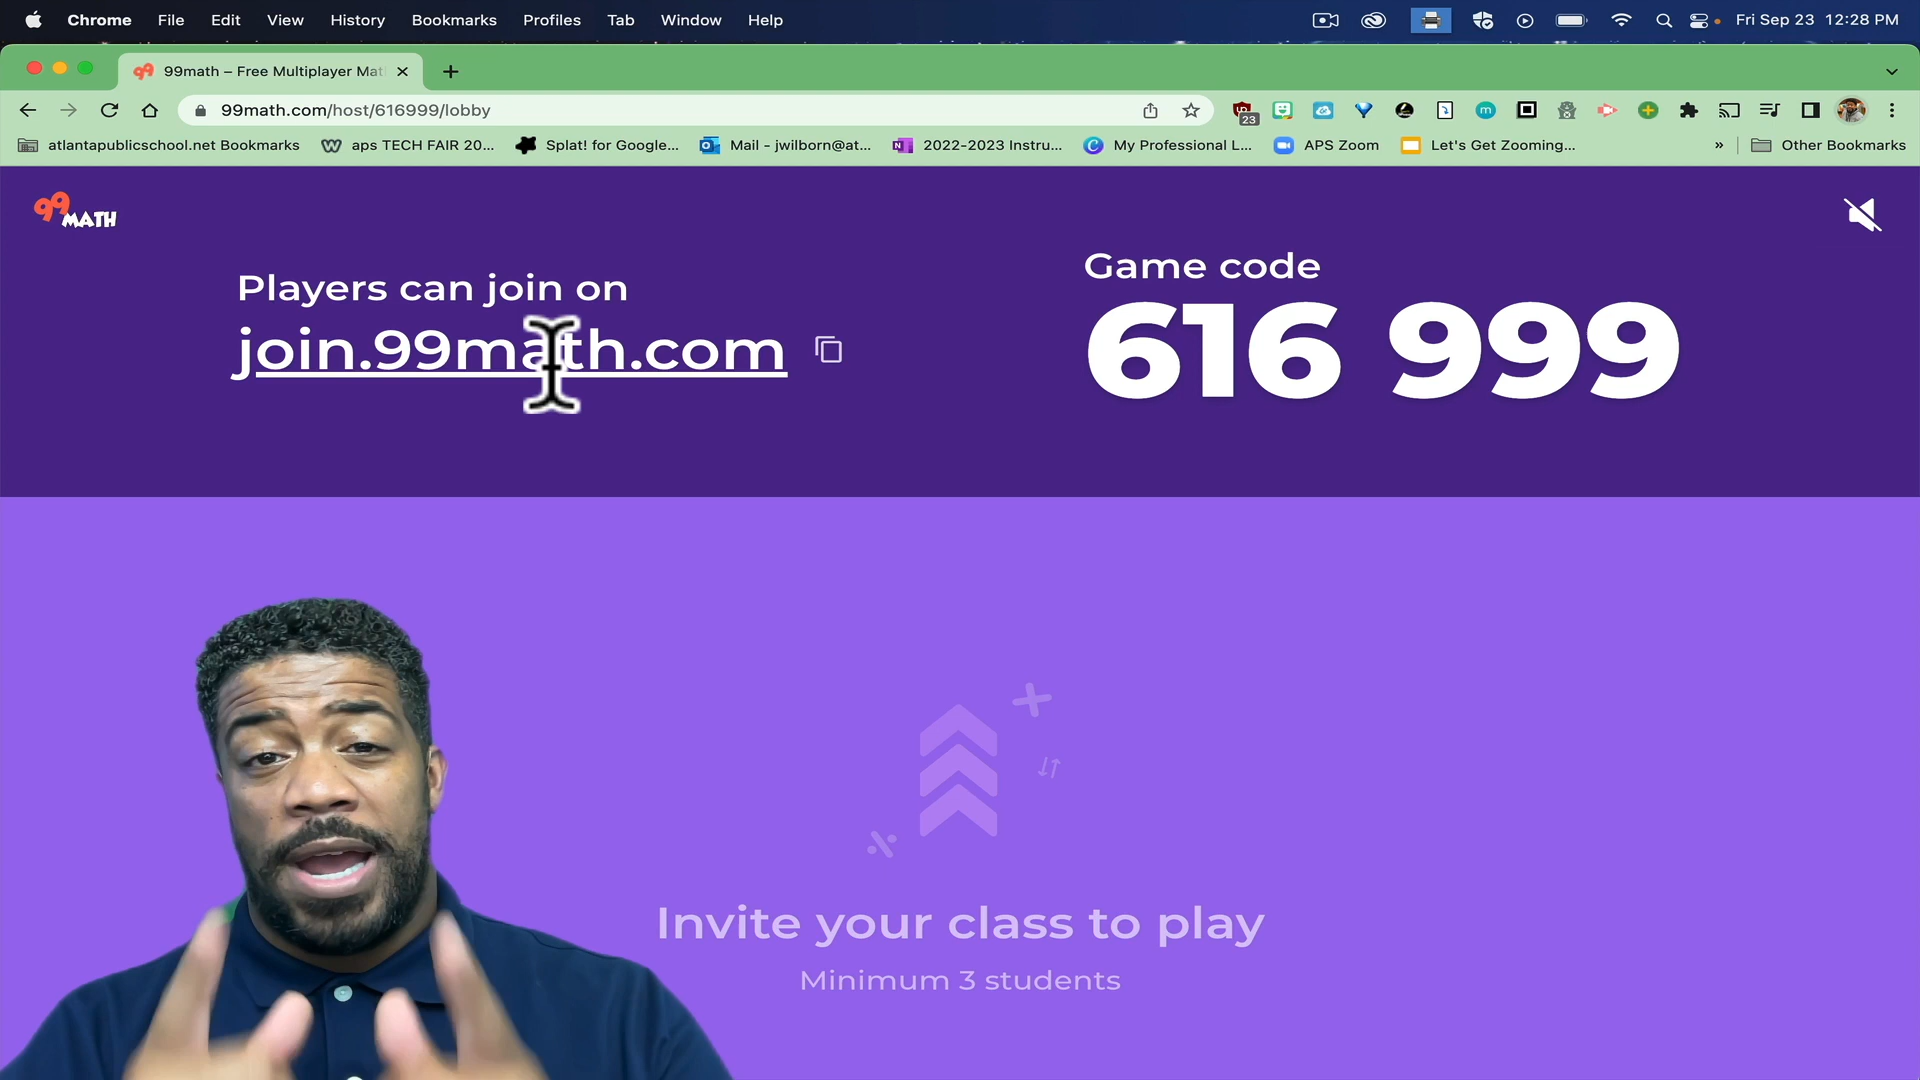 Chrome File Edit View History Bookmarks Profiles Tab Window Help Fri Sep 23 12:28 PM
99 99math – Free Multiplayer Mat
99math.com/host/616999/lobby 23
atlantapublicschool.net Bookmarks aps TECH FAIR 20... Splat! for Google... Mail - jwilborn@at... 2022-2023 Instru... My Professional L... APS Zoom Let's Get Zooming... » Other Bookmarks
99 MATH
Players can join on
join.99math.com
Game code
616 999
Invite your class to play
Minimum 3 students